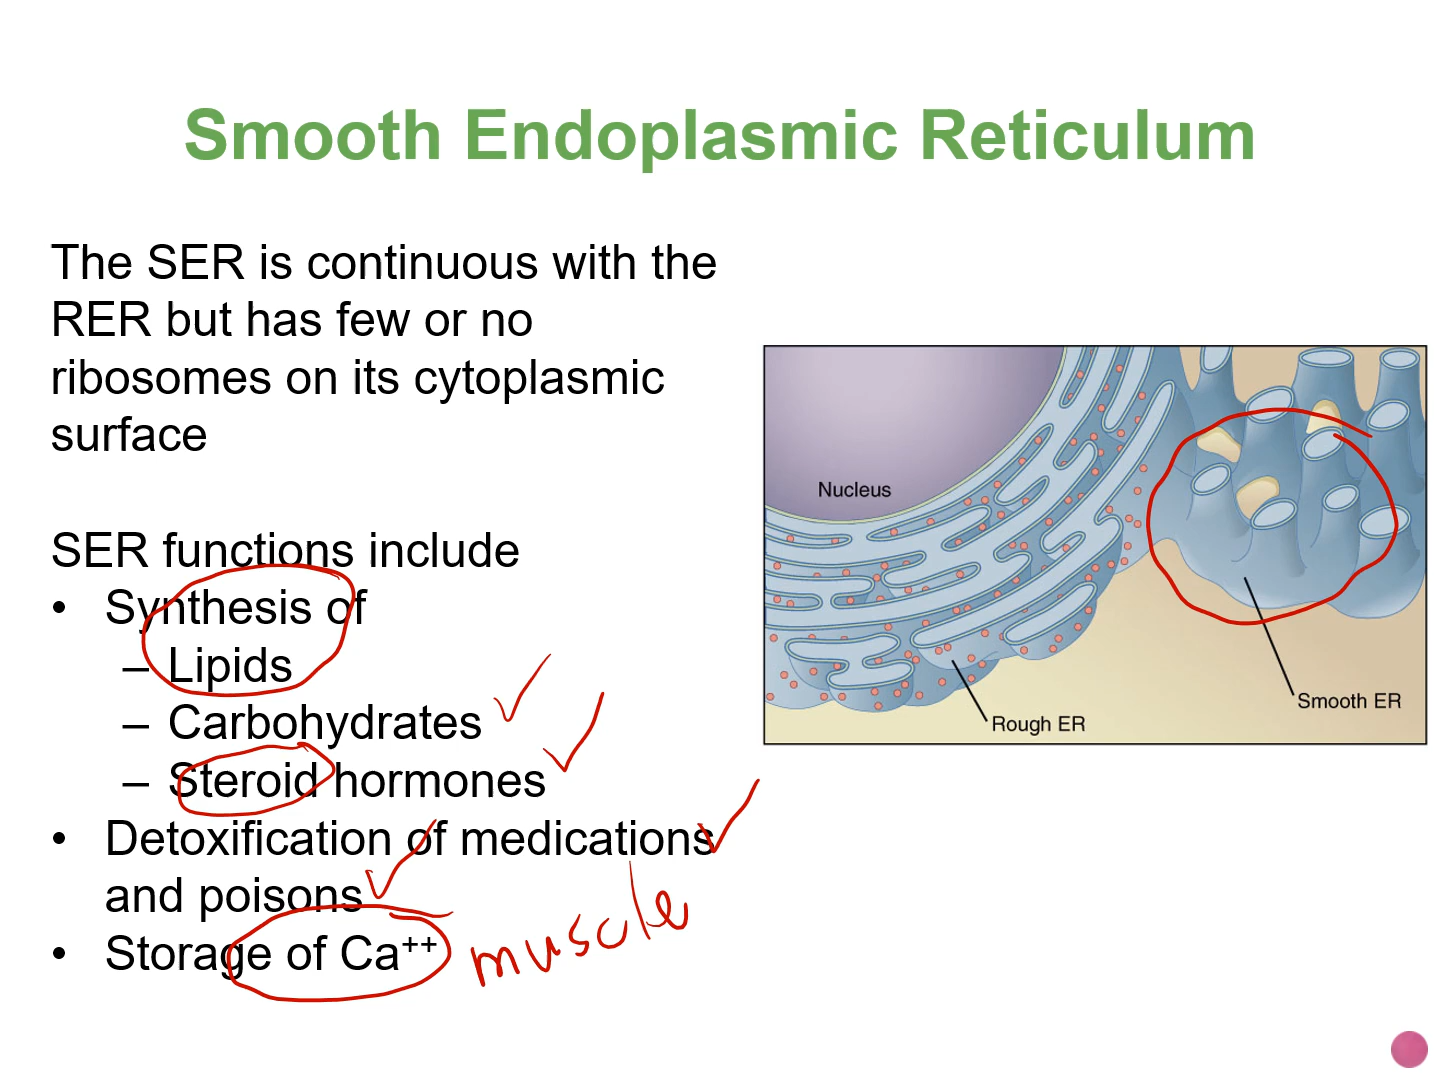 Smooth Endoplasmic Reticulum
The SER is continuous with the
RER but has few or no
ribosomes on its cytoplasmic
surface
SER functions include
• Synthesis of
– Lipids
– Carbohydrates
– Steroid hormones
• Detoxification of medications
and poisons
• Storage of Ca++
muscle
Nucleus
Smooth ER
Rough ER